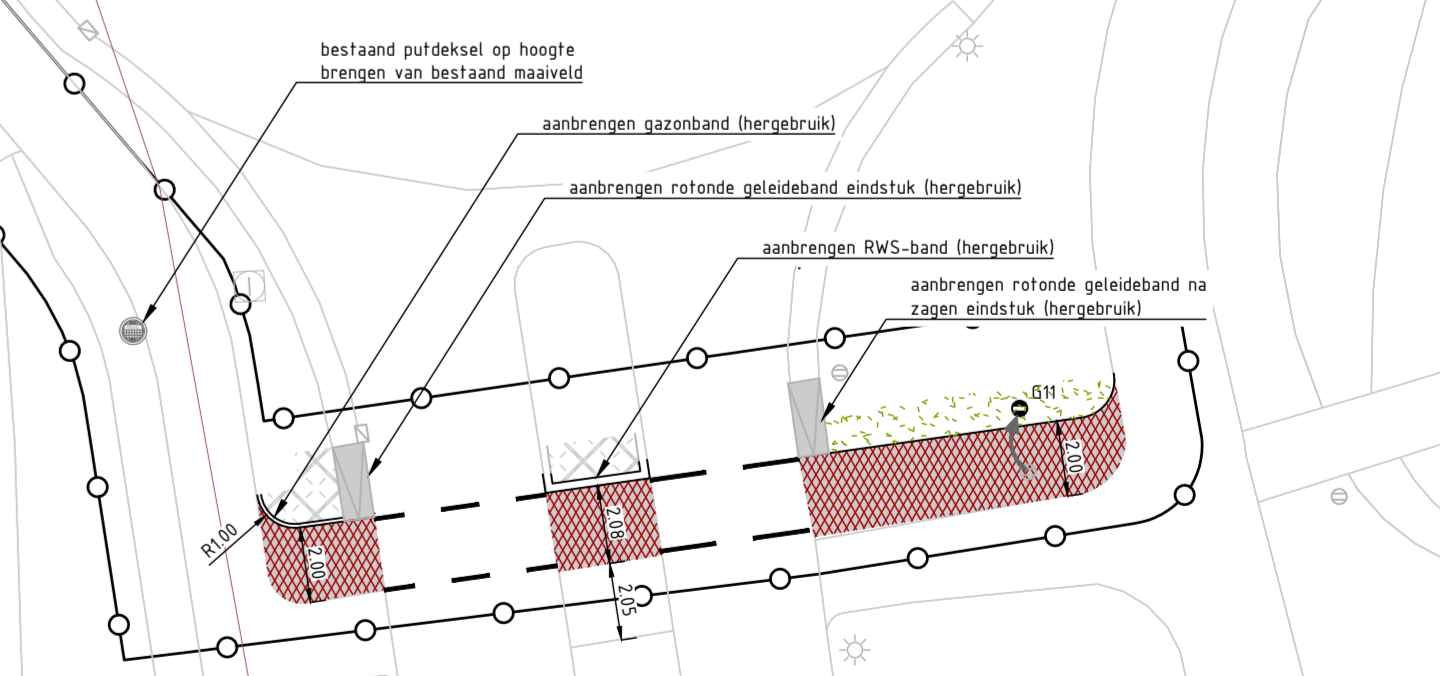 bestaand putdeksel op hoogte
brengen van bestaand maaiveld
aanbrengen gazonband (hergebruik)
aanbrengen rotonde geleideband eindstuk (hergebruik)
aanbrengen RWS-band (hergebruik)
aanbrengen rotonde geleideband na
zagen eindstuk (hergebruik)
G11
2.00
2.08
R1.00
2.00
2.05